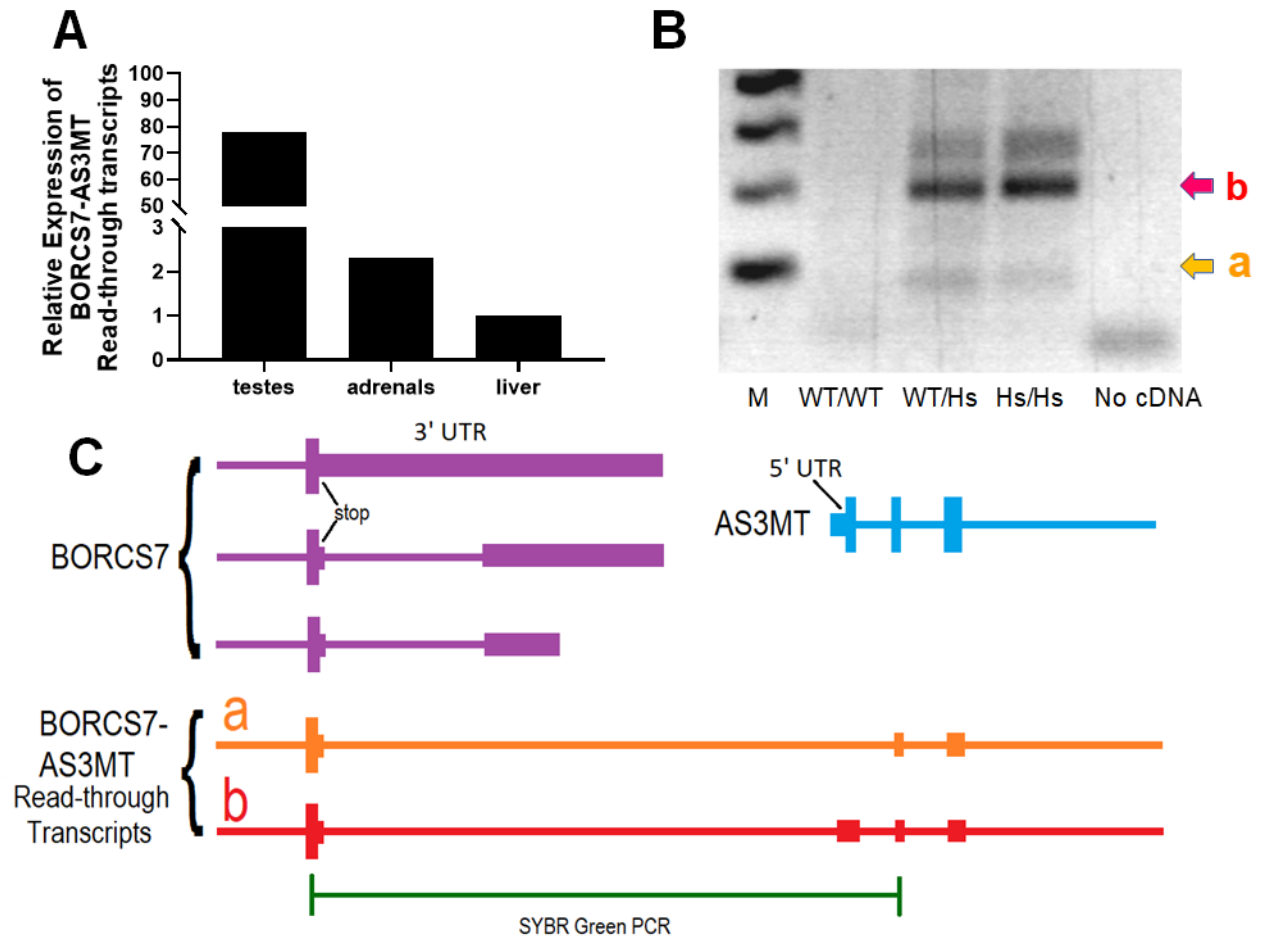 A
Relative Expression of
BORCS7-AS3MT
Read-through transcripts
100
90
80
70
60
50
3
2
1
0
testes
adrenals
liver
B
b
a
M
WT/WT
WT/Hs
Hs/Hs
No cDNA
C
3' UTR
stop
BORCS7
5' UTR
AS3MT
BORCS7-
AS3MT
Read-through
Transcripts
a
b
SYBR Green PCR